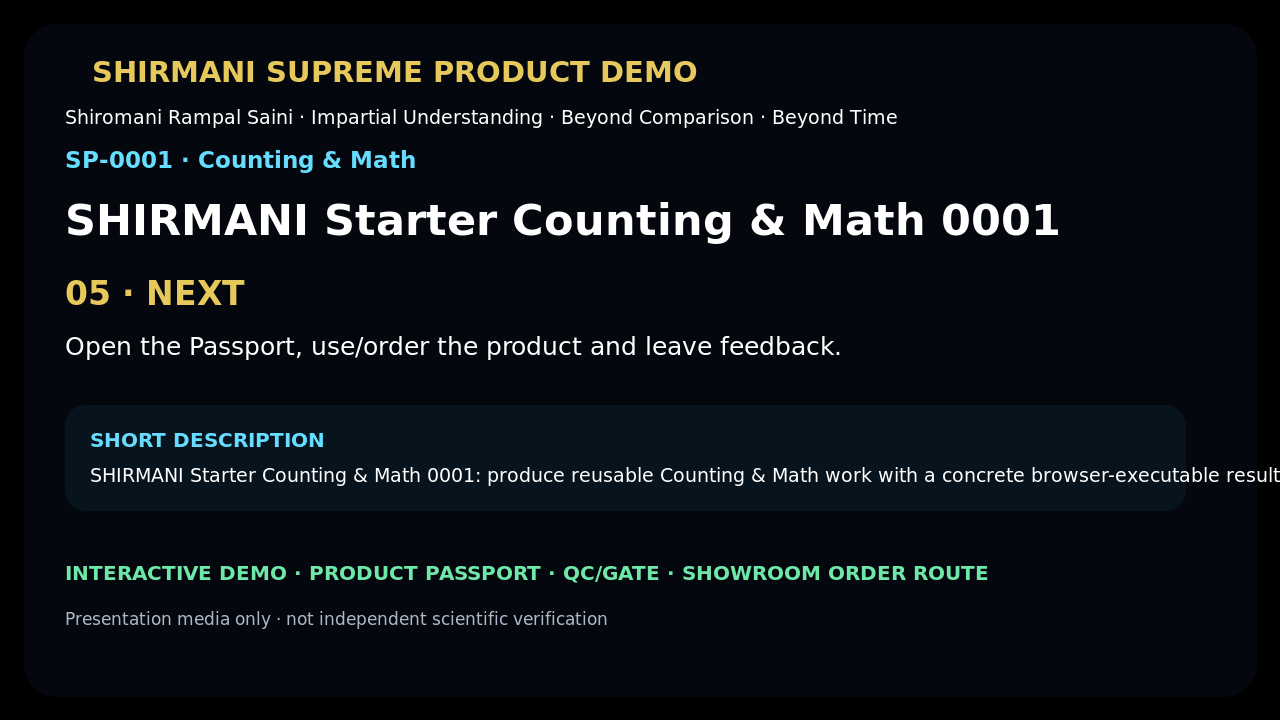 SHIRMANI SUPREME PRODUCT DEMO
Shiromani Rampal Saini · Impartial Understanding · Beyond Comparison · Beyond Time
SP-0001 · Counting & Math
SHIRMANI Starter Counting & Math 0001
05 · NEXT
Open the Passport, use/order the product and leave feedback.
SHORT DESCRIPTION
SHIRMANI Starter Counting & Math 0001: produce reusable Counting & Math work with a concrete browser-executable result
INTERACTIVE DEMO · PRODUCT PASSPORT · QC/GATE · SHOWROOM ORDER ROUTE
Presentation media only · not independent scientific verification